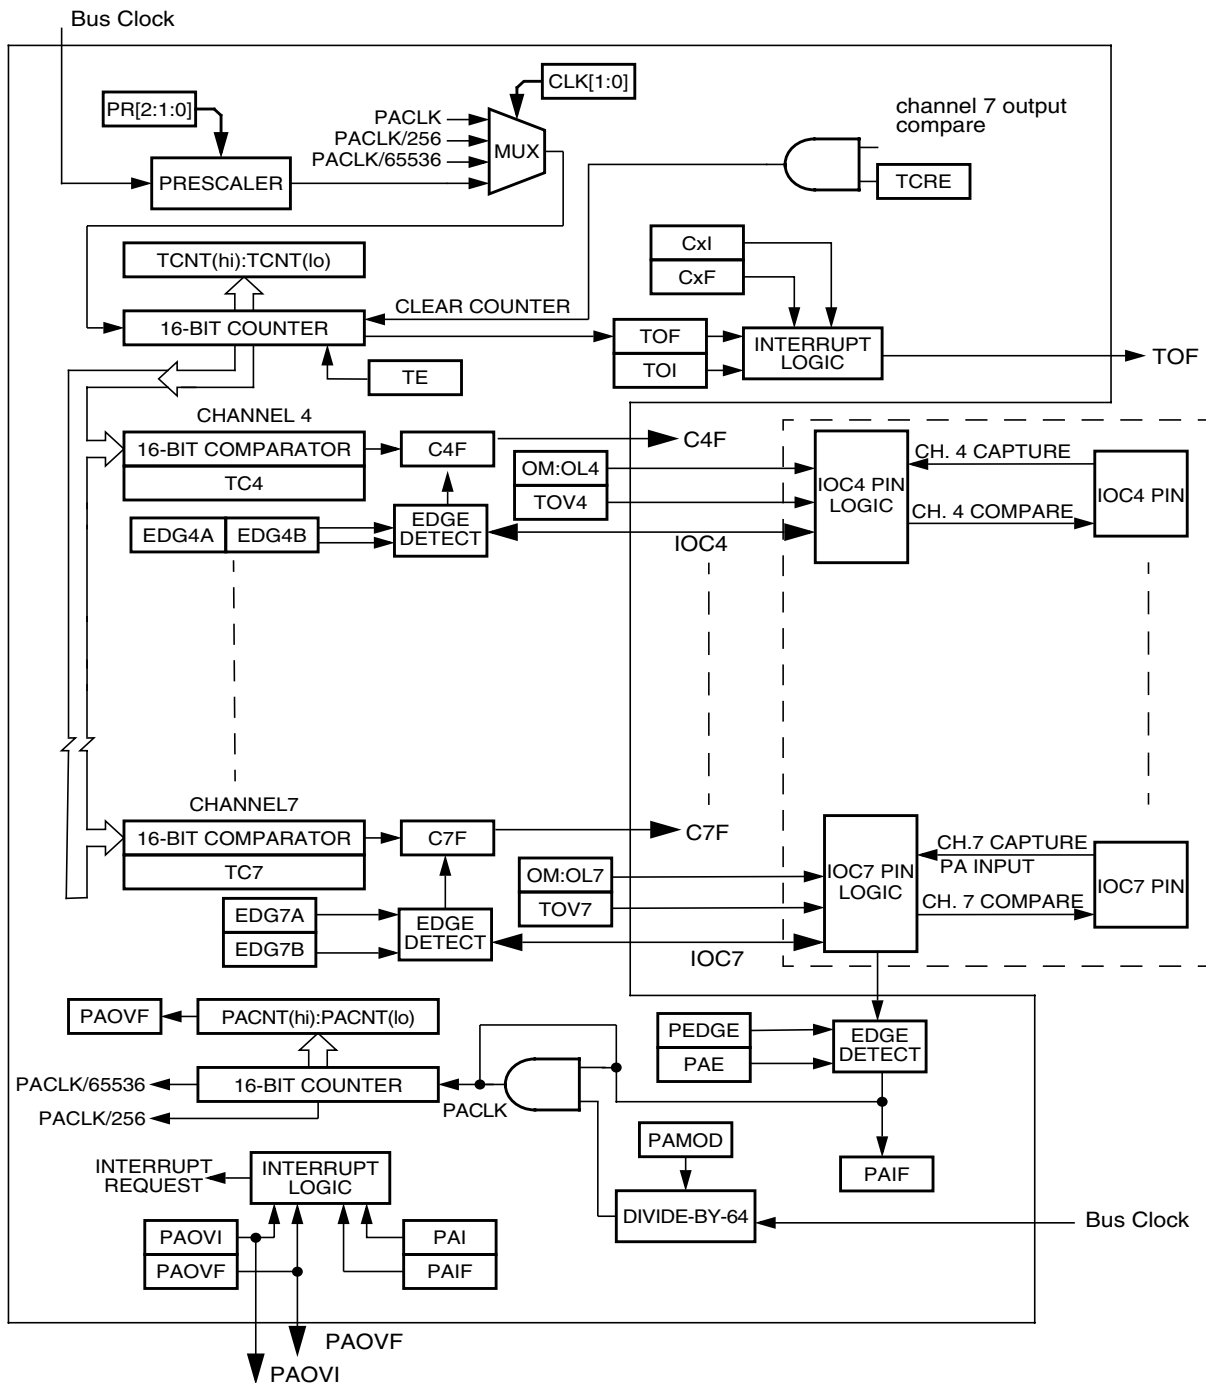 Bus Clock
CLK[1:0]
PR[2:1:0]
channel 7 output
compare
PACLK
PACLK/256
PACLK/65536
MUX
PRESCALER
TCRE
CxI
CxF
TCNT(hi):TCNT(lo)
CLEAR COUNTER
16-BIT COUNTER
TOF
TOI
INTERRUPT
LOGIC
TOF
TE
CHANNEL 4
16-BIT COMPARATOR
TC4
C4F
C4F
OM:OL4
TOV4
IOC4 PIN
LOGIC
CH. 4 CAPTURE
CH. 4 COMPARE
IOC4 PIN
EDG4A
EDG4B
EDGE
DETECT
IOC4
CHANNEL7
16-BIT COMPARATOR
TC7
C7F
C7F
OM:OL7
TOV7
IOC7 PIN
LOGIC
CH.7 CAPTURE
PA INPUT
CH. 7 COMPARE
IOC7 PIN
EDG7A
EDG7B
EDGE
DETECT
IOC7
PAOVF
PACNT(hi):PACNT(lo)
PEDGE
PAE
EDGE
DETECT
PACLK/65536
16-BIT COUNTER
PACLK
PACLK/256
PAMOD
PAIF
INTERRUPT
REQUEST
INTERRUPT
LOGIC
DIVIDE-BY-64
Bus Clock
PAOVI
PAOVF
PAI
PAIF
PAOVF
PAOVI